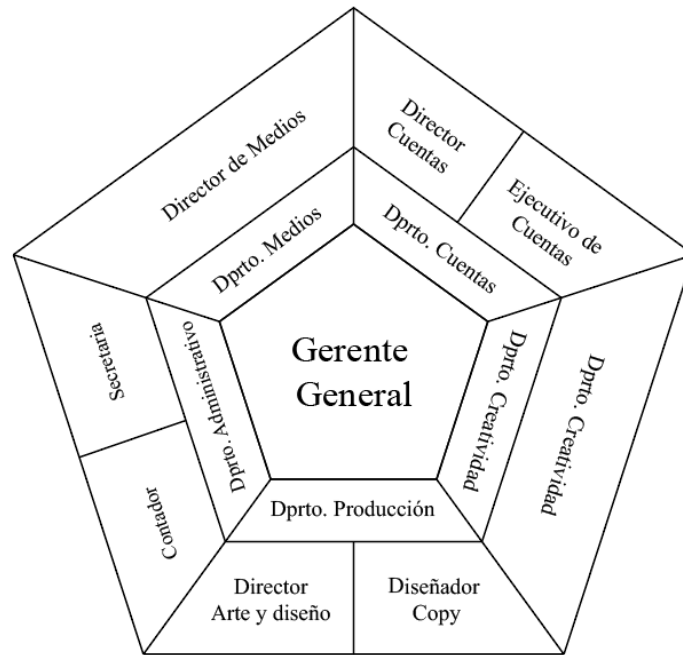 Director de Medios
Director
Cuentas
Ejecutivo de
Cuentas
Dprto. Medios
Dprto. Cuentas
Secretaria
Dprto. Administrativo
Gerente
General
Dprto. Creatividad
Dprto. Creatividad
Contador
Dprto. Producción
Director
Arte y diseño
Diseñador
Copy